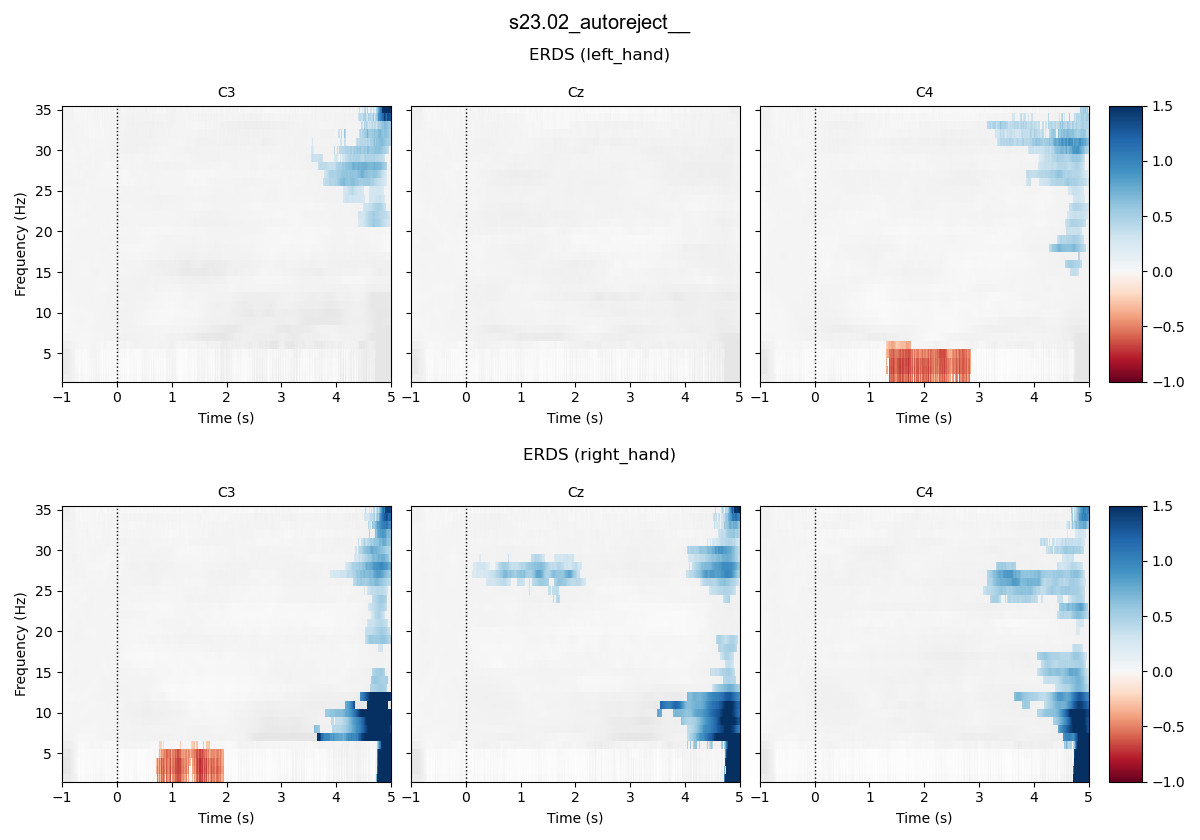 s23.02_autoreject__
ERDS (left_hand)
C3 Cz C4
35 30 25 20 15 10 5
Frequency (Hz)
1.5 1.0 0.5 0.0 −0.5 −1.0
−1 0 1 2 3 4 5 −1 0 1 2 3 4 5 −1 0 1 2 3 4 5
Time (s) Time (s) Time (s)
ERDS (right_hand)
C3 Cz C4
35 30 25 20 15 10 5
Frequency (Hz)
1.5 1.0 0.5 0.0 −0.5 −1.0
−1 0 1 2 3 4 5 −1 0 1 2 3 4 5 −1 0 1 2 3 4 5
Time (s) Time (s) Time (s)